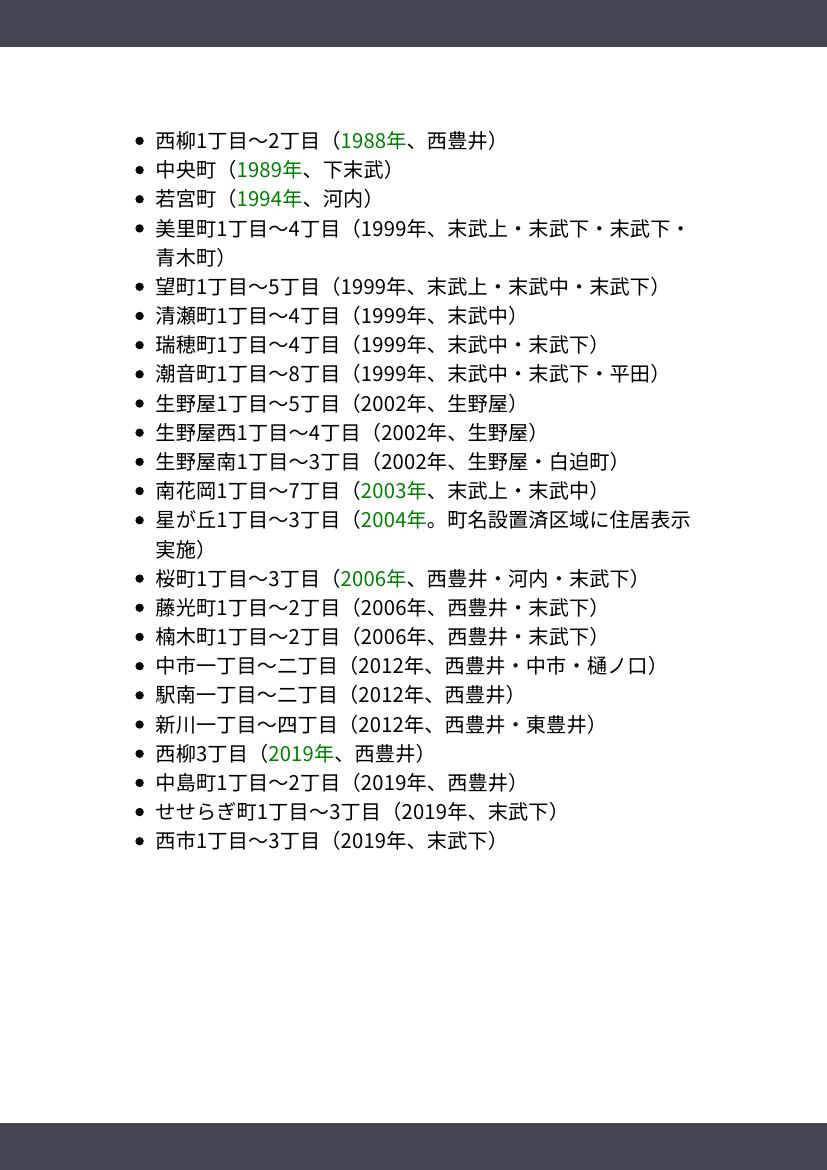 • 西柳1丁目～2丁目（1988年、西豊井）
• 中央町（1989年、下末武）
• 若宮町（1994年、河内）
• 美里町1丁目～4丁目（1999年、末武上・末武下・末武下・
青木町）
• 望町1丁目～5丁目（1999年、末武上・末武中・末武下）
• 清瀬町1丁目～4丁目（1999年、末武中）
• 瑞穂町1丁目～4丁目（1999年、末武中・末武下）
• 潮音町1丁目～8丁目（1999年、末武中・末武下・平田）
• 生野屋1丁目～5丁目（2002年、生野屋）
• 生野屋西1丁目～4丁目（2002年、生野屋）
• 生野屋南1丁目～3丁目（2002年、生野屋・白迫町）
• 南花岡1丁目～7丁目（2003年、末武上・末武中）
• 星が丘1丁目～3丁目（2004年。町名設置済区域に住居表示
実施）
• 桜町1丁目～3丁目（2006年、西豊井・河内・末武下）
• 藤光町1丁目～2丁目（2006年、西豊井・末武下）
• 楠木町1丁目～2丁目（2006年、西豊井・末武下）
• 中市一丁目～二丁目（2012年、西豊井・中市・樋ノ口）
• 駅南一丁目～二丁目（2012年、西豊井）
• 新川一丁目～四丁目（2012年、西豊井・東豊井）
• 西柳3丁目（2019年、西豊井）
• 中島町1丁目～2丁目（2019年、西豊井）
• せせらぎ町1丁目～3丁目（2019年、末武下）
• 西市1丁目～3丁目（2019年、末武下）